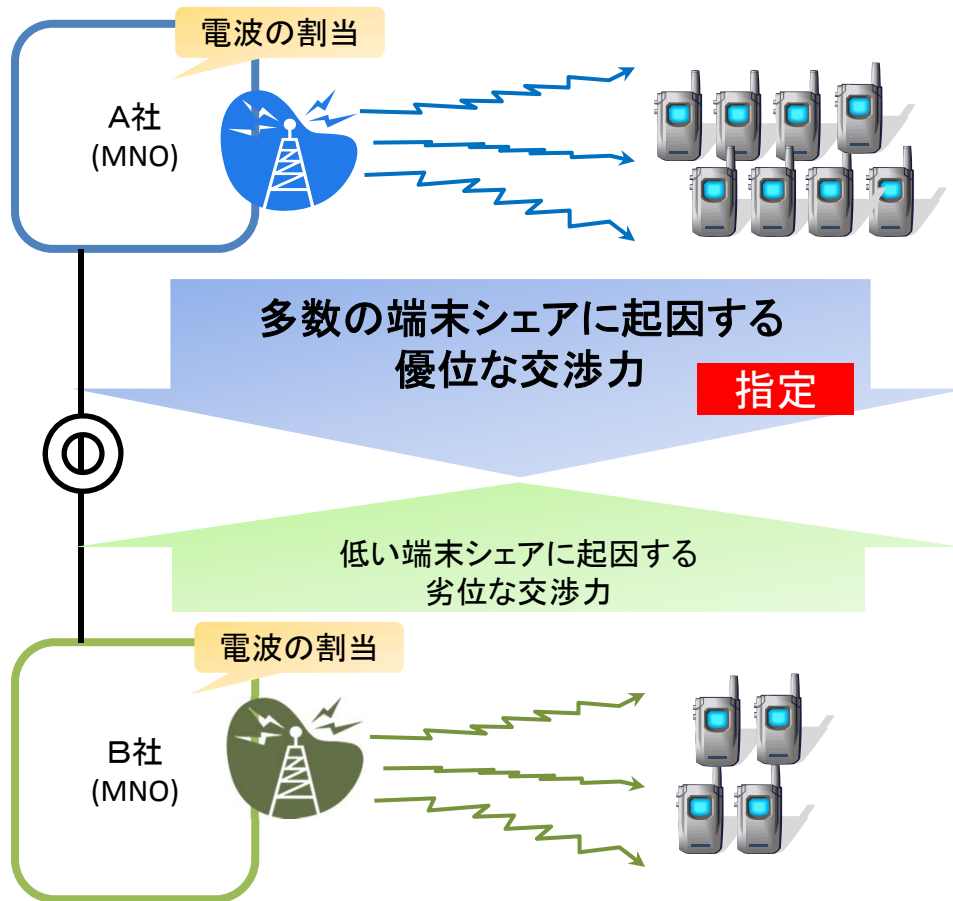 電波の割当
A社
(MNO)
多数の端末シェアに起因する
優位な交渉力
指定
低い端末シェアに起因する
劣位な交渉力
電波の割当
B社
(MNO)